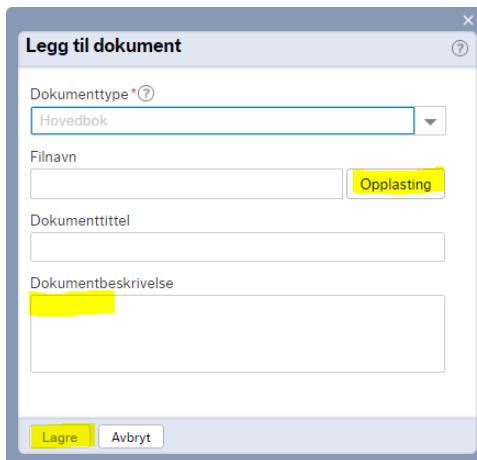 Legg til dokument
Dokumenttype *
Hovedbok
Filnavn
Opplasting
Dokumenttittel
Dokumentbeskrivelse
Lagre Avbryt